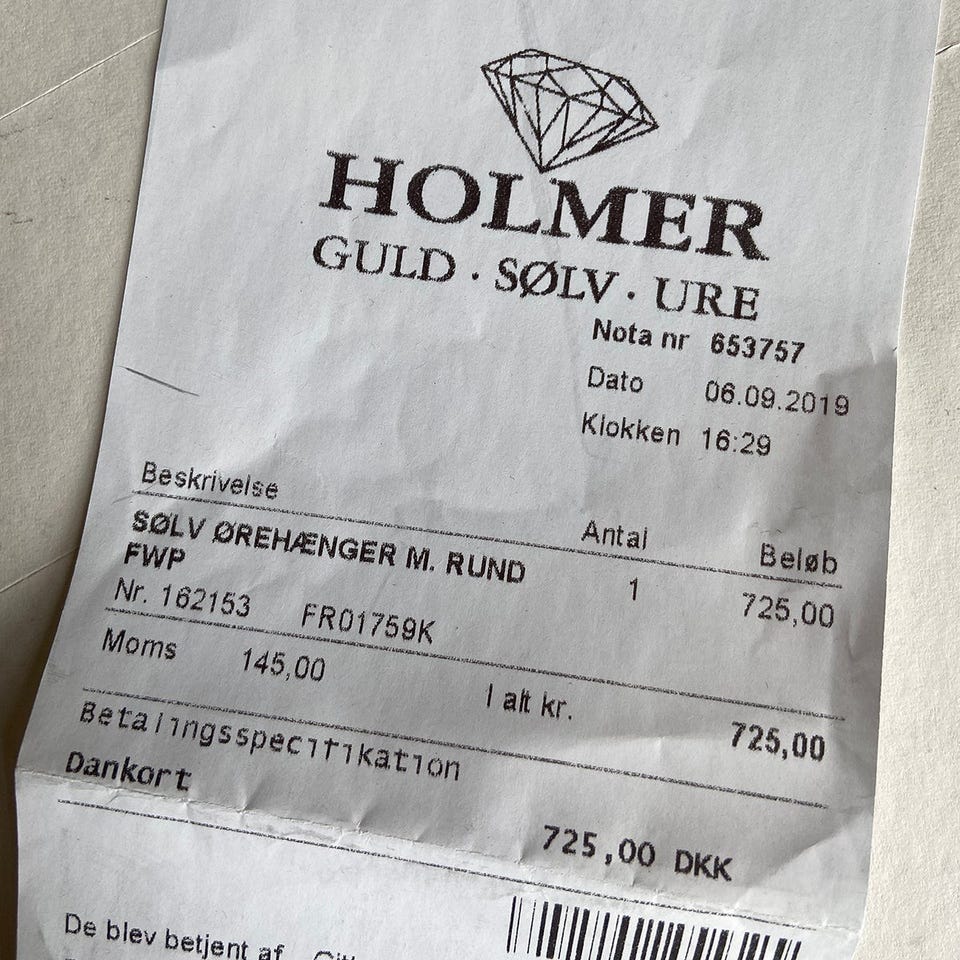 HOLMER
GULD · SØLV · URE
Nota nr 653757
Dato 06.09.2019
Klokken 16:29
Beskrivelse Antal Beløb
SØLV ØREHÆNGER M. RUND 1 725,00
FWP
Nr. 162153 FR01759K
Moms 145,00 I alt kr. 725,00
Betalingsspecifikation
Dankort 725,00 DKK
De blev betjent af